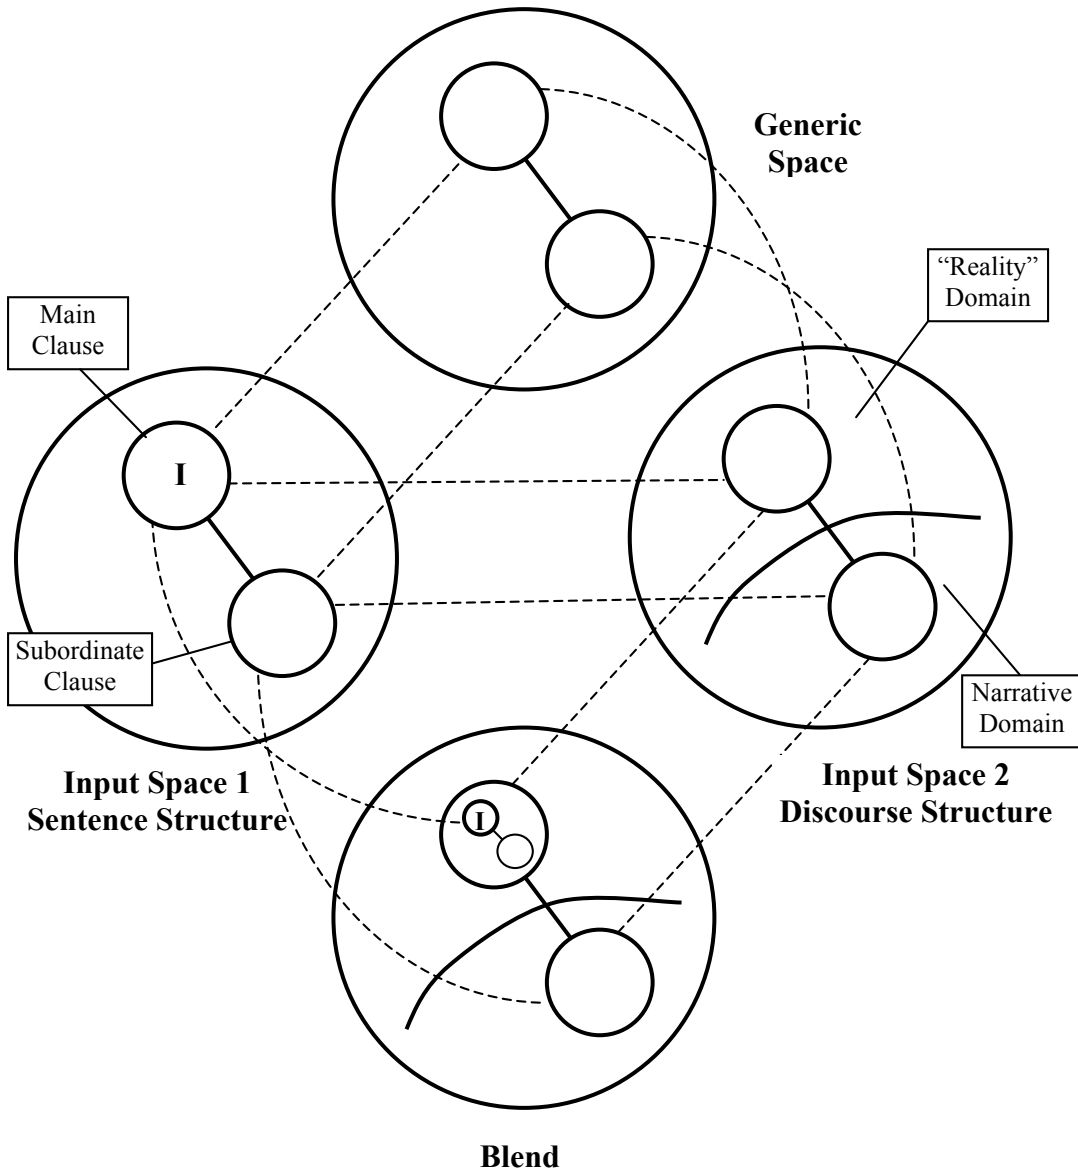 Generic
Space
“Reality”
Domain
Main
Clause
I
Subordinate
Clause
Narrative
Domain
Input Space 1
Sentence Structure
Input Space 2
Discourse Structure
I
Blend